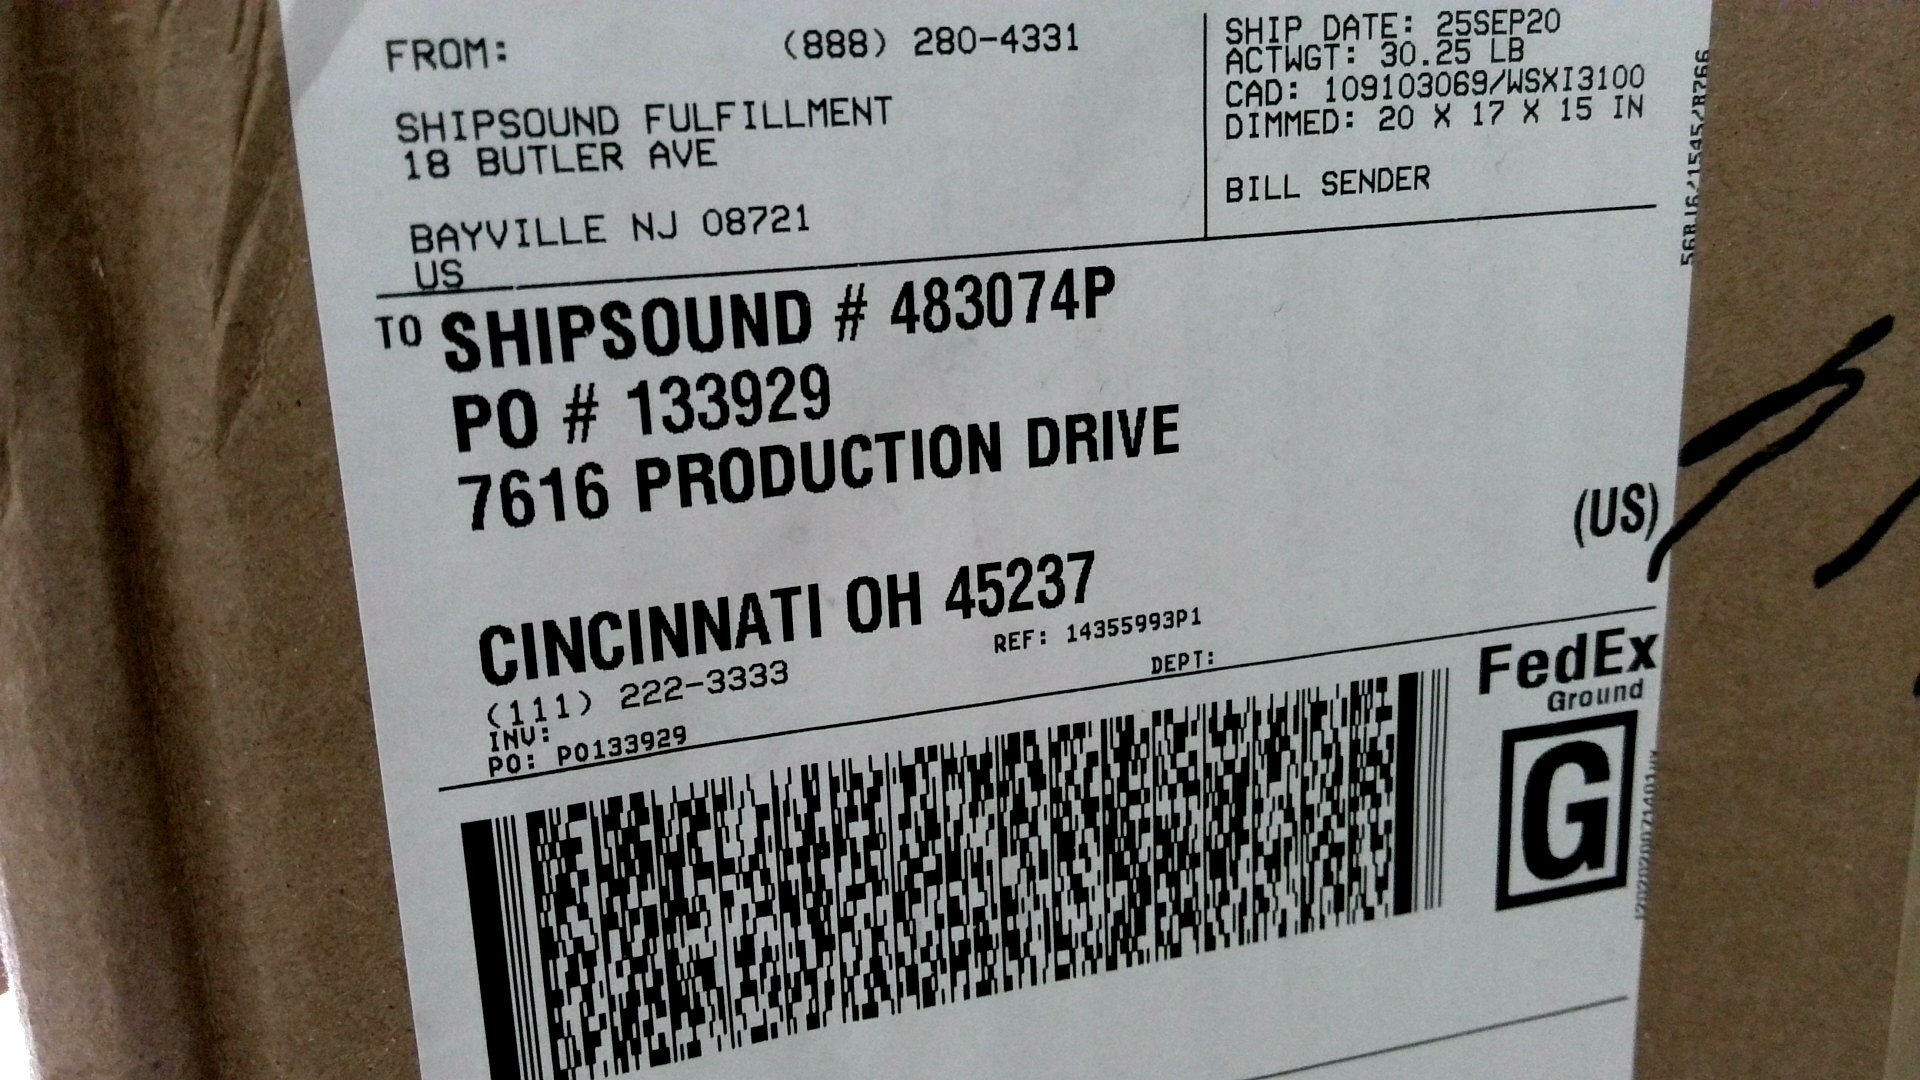 FROM: (888) 280-4331
SHIPSOUND FULFILLMENT
18 BUTLER AVE
BAYVILLE NJ 08721
US
SHIP DATE: 25SEP20
ACTWGT: 30.25 LB
CAD: 109103069/WSXI3100
DIMMED: 20 X 17 X 15 IN
BILL SENDER
TO SHIPSOUND # 483074P
PO # 133929
7616 PRODUCTION DRIVE
(US)
CINCINNATI OH 45237
(111) 222-3333
REF: 14355993P1
INV:
PO: PO133929
DEPT:
FedEx
Ground
G